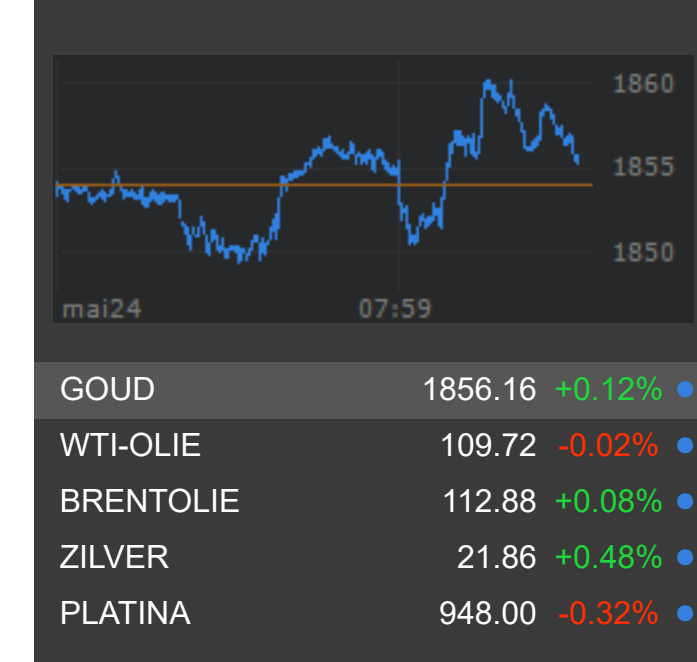 1860
1855
1850
mai24 07:59
GOUD 1856.16 +0.12%
WTI-OLIE 109.72 -0.02%
BRENTOLIE 112.88 +0.08%
ZILVER 21.86 +0.48%
PLATINA 948.00 -0.32%